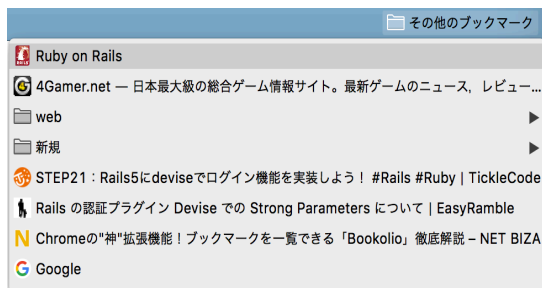 その他のブックマーク
Ruby on Rails
4Gamer.net — 日本最大級の総合ゲーム情報サイト。最新ゲームのニュース，レビュー...
web
新規
STEP21：Rails5にdeviseでログイン機能を実装しよう！ #Rails #Ruby | TickleCode
Rails の認証プラグイン Devise での Strong Parameters について | EasyRamble
Chromeの"神"拡張機能！ブックマークを一覧できる「Bookolio」徹底解説 – NET BIZA
Google